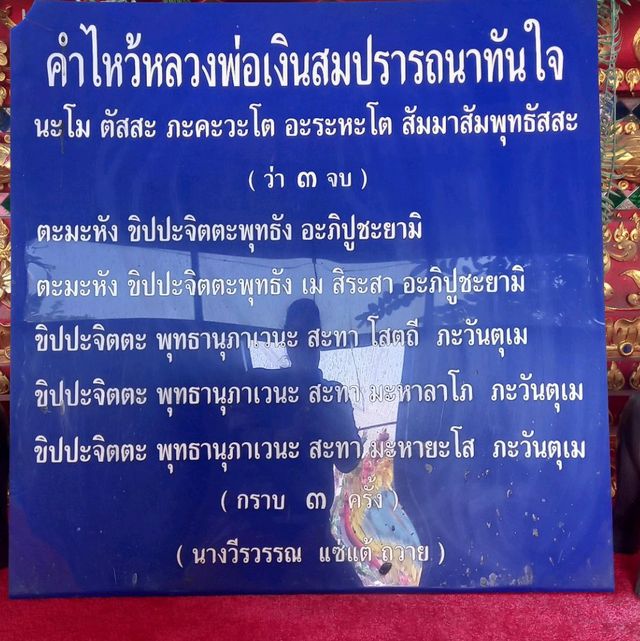 คำไหว้หลวงพ่อเงินสมปรารถนาทันใจ
นะโม ตัสสะ ภะคะวะโต อะระหะโต สัมมาสัมพุทธัสสะ
( ว่า ๓ จบ )
ตะมะหัง ขิปปะจิตตะพุทธัง อะภิปูชะยามิ
ตะมะหัง ขิปปะจิตตะพุทธัง เม สิระสา อะภิปูชะยามิ
ขิปปะจิตตะ พุทธานุภาเวนะ สะทา โสตถี ภะวันตุเม
ขิปปะจิตตะ พุทธานุภาเวนะ สะทา มะหาลาโภ ภะวันตุเม
ขิปปะจิตตะ พุทธานุภาเวนะ สะทา มะหายะโส ภะวันตุเม
( กราบ ๓ ครั้ง )
( นางวีรวรรณ แซ่แต้ ถวาย )